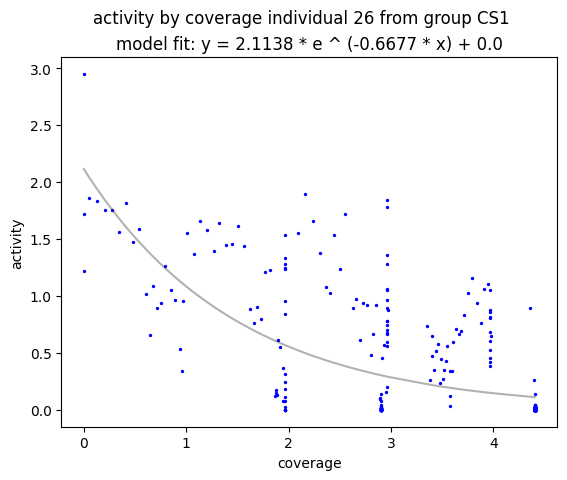 activity by coverage individual 26 from group CS1
model fit: y = 2.1138 * e ^ (-0.6677 * x) + 0.0
3.0
2.5
2.0
1.5
1.0
0.5
0.0
activity
0 1 2 3 4
coverage